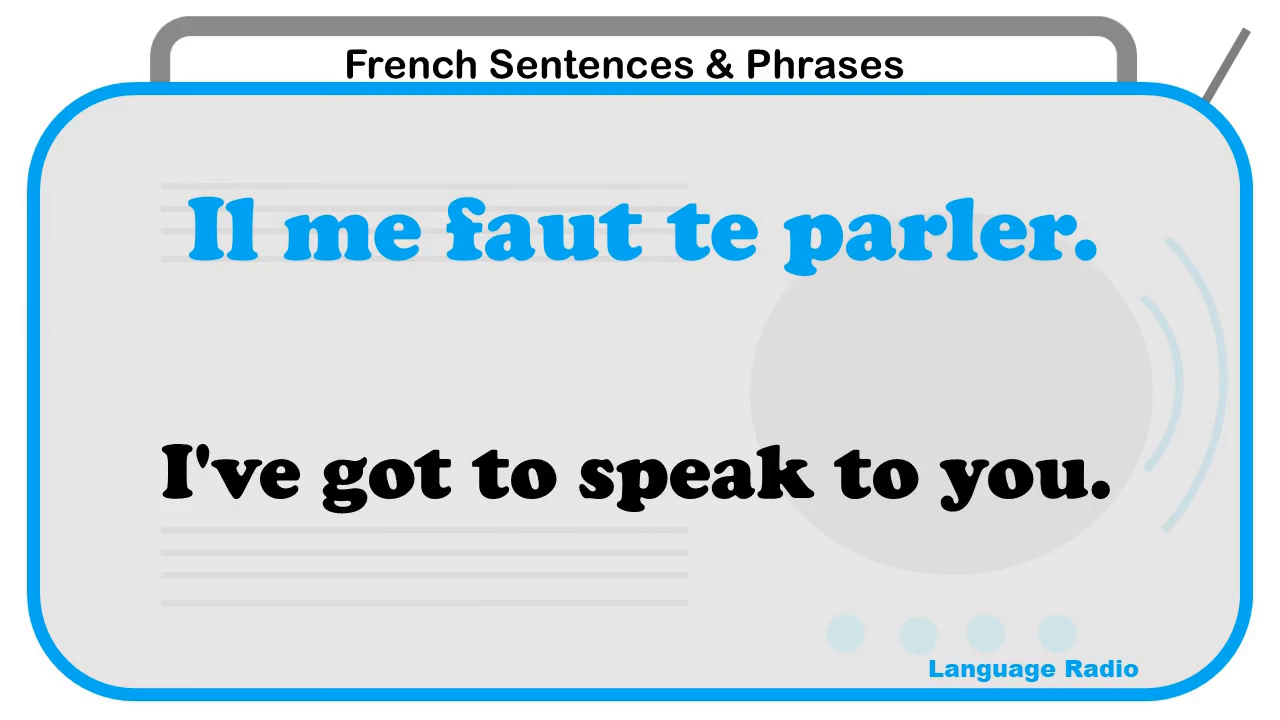 French Sentences & Phrases
Il me faut te parler.
I've got to speak to you.
Language Radio